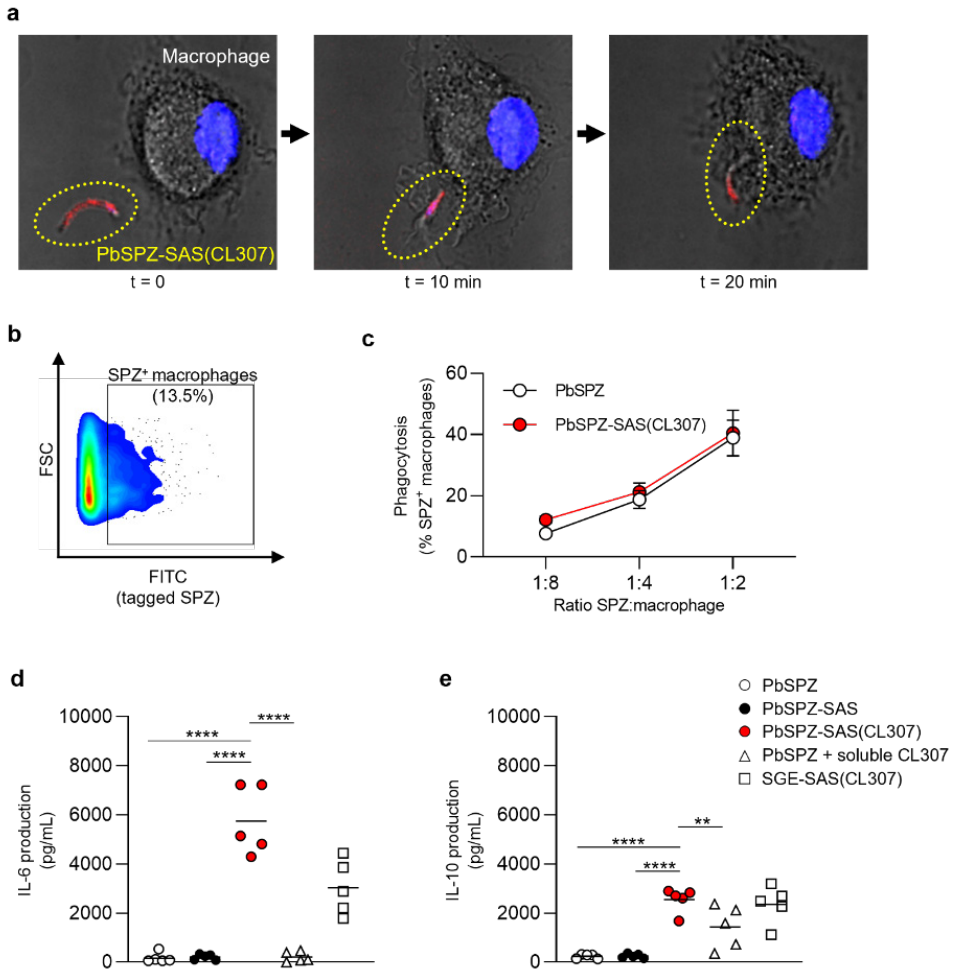 a
Macrophage
PbSPZ-SAS(CL307)
t = 0
t = 10 min
t = 20 min
b
SPZ⁺ macrophages
(13.5%)
FSC
FITC
(tagged SPZ)
c
60
40
20
0
Phagocytosis
(% SPZ⁺ macrophages)
PbSPZ
PbSPZ-SAS(CL307)
1:8
1:4
1:2
Ratio SPZ:macrophage
d
10000
8000
6000
4000
2000
0
IL-6 production
(pg/mL)
****
****
****
e
10000
8000
6000
4000
2000
0
IL-10 production
(pg/mL)
**
****
****
PbSPZ
PbSPZ-SAS
PbSPZ-SAS(CL307)
PbSPZ + soluble CL307
SGE-SAS(CL307)